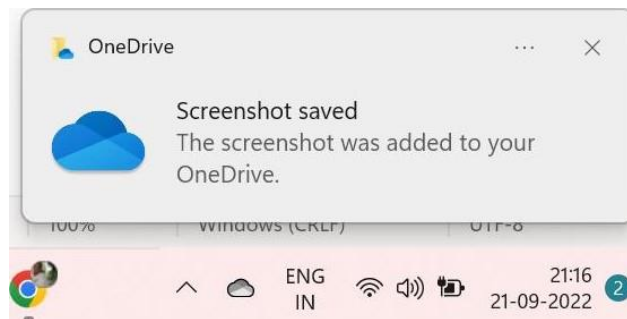 OneDrive
Screenshot saved
The screenshot was added to your
OneDrive.
100% Windows (CRLF) UTF-8
ENG 21:16
IN 21-09-2022 2